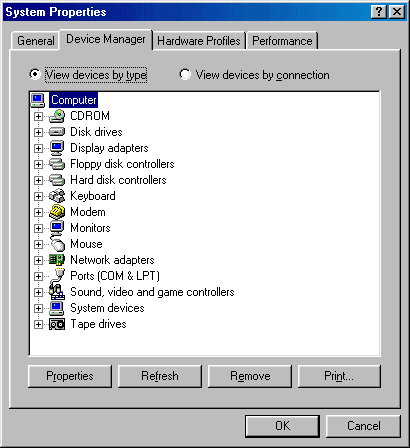 System Properties
General Device Manager Hardware Profiles Performance
View devices by type View devices by connection
Computer
CDROM
Disk drives
Display adapters
Floppy disk controllers
Hard disk controllers
Keyboard
Modem
Monitors
Mouse
Network adapters
Ports (COM & LPT)
Sound, video and game controllers
System devices
Tape drives
Properties Refresh Remove Print...
OK Cancel